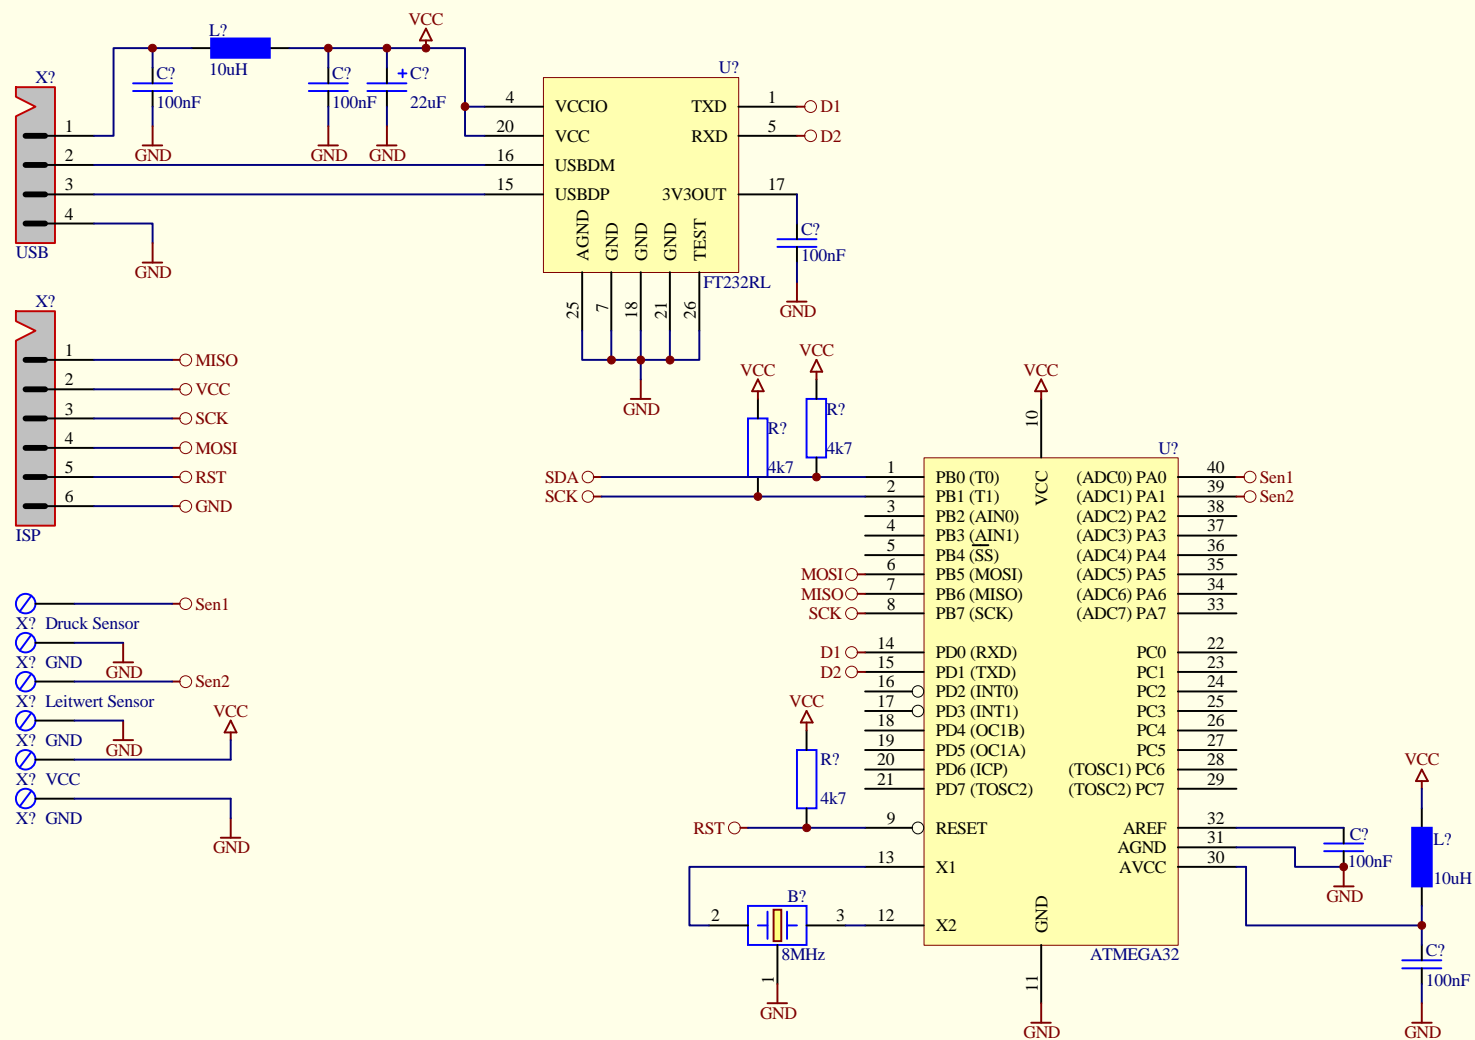 VCC
L?
10uH
X?
C?
100nF
C?
100nF
+
C?
22uF
GND
GND
GND
1
2
3
4
USB
GND
U?
4 VCCIO TXD 1 D1
20 VCC RXD 5 D2
16 USBDM
15 USBDP 3V3OUT 17
AGND GND GND GND TEST
25 7 18 21 26
FT232RL
C?
100nF
GND
GND
X?
1 MISO
2 VCC
3 SCK
4 MOSI
5 RST
6 GND
ISP
VCC
VCC
R?
4k7
R?
4k7
SDA
SCK
VCC
10
U?
VCC
1 PB0 (T0) (ADC0) PA0 40 Sen1
2 PB1 (T1) (ADC1) PA1 39 Sen2
3 PB2 (AIN0) (ADC2) PA2 38
4 PB3 (AIN1) (ADC3) PA3 37
5 PB4 (SS) (ADC4) PA4 36
MOSI 6 PB5 (MOSI) (ADC5) PA5 35
MISO 7 PB6 (MISO) (ADC6) PA6 34
SCK 8 PB7 (SCK) (ADC7) PA7 33
D1 14 PD0 (RXD) PC0 22
D2 15 PD1 (TXD) PC1 23
16 PD2 (INT0) PC2 24
17 PD3 (INT1) PC3 25
18 PD4 (OC1B) PC4 26
19 PD5 (OC1A) PC5 27
20 PD6 (ICP) (TOSC1) PC6 28
21 PD7 (TOSC2) (TOSC2) PC7 29
VCC
R?
4k7
RST 9 RESET AREF 32
AGND 31
13 X1 AVCC 30
12 X2
GND
11
GND
ATMEGA32
B?
2 3
8MHz
1
GND
C?
100nF
GND
VCC
L?
10uH
C?
100nF
GND
Sen1
X? Druck Sensor
GND
X? GND
Sen2
X? Leitwert Sensor
GND
X? GND
VCC
X? VCC
X? GND
GND